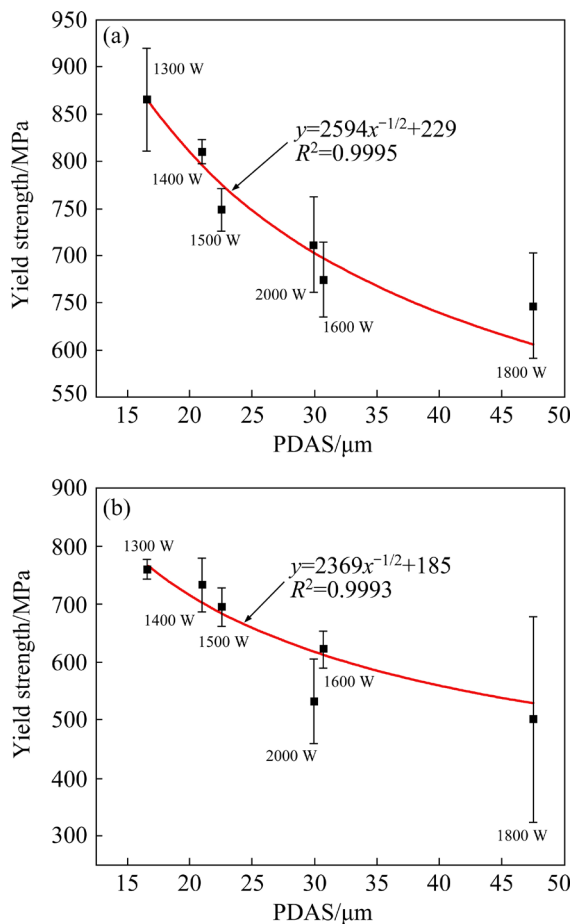 (a)
950
900
850
800
750
700
650
600
550
Yield strength/MPa
1300 W
1400 W
1500 W
2000 W
1600 W
1800 W
y=2594x⁻¹/²+229
R²=0.9995
15 20 25 30 35 40 45 50
PDAS/μm
(b)
900
800
700
600
500
400
300
Yield strength/MPa
1300 W
1400 W
1500 W
1600 W
2000 W
1800 W
y=2369x⁻¹/²+185
R²=0.9993
15 20 25 30 35 40 45 50
PDAS/μm